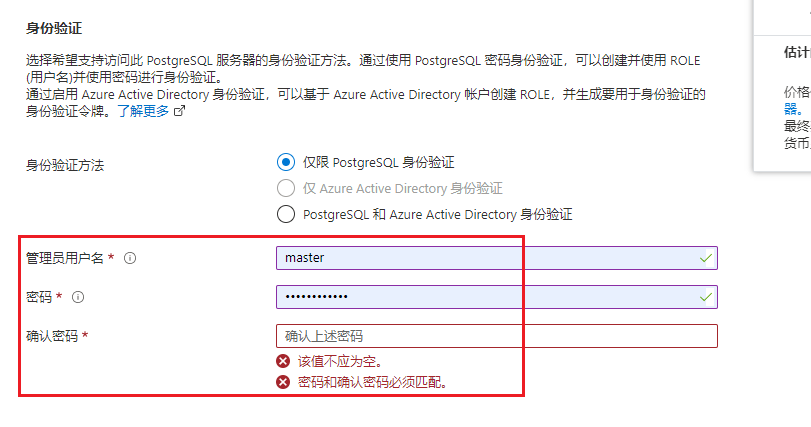 身份验证
选择希望支持访问此 PostgreSQL 服务器的身份验证方法。通过使用 PostgreSQL 密码身份验证，可以创建并使用 ROLE
(用户名)并使用密码进行身份验证。
通过启用 Azure Active Directory 身份验证，可以基于 Azure Active Directory 帐户创建 ROLE，并生成要用于身份验证的
身份验证令牌。了解更多
身份验证方法
仅限 PostgreSQL 身份验证
仅 Azure Active Directory 身份验证
PostgreSQL 和 Azure Active Directory 身份验证
管理员用户名 *
master
密码 *
••••••••••••
确认密码 *
确认上述密码
该值不应为空。
密码和确认密码必须匹配。
估计
价格
器。
最终
货币